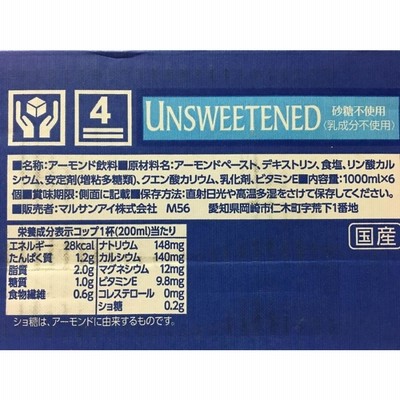 4
UNSWEETENED 砂糖不使用
(乳成分不使用)
■名称:アーモンド飲料■原材料名:アーモンドペースト、デキストリン、食塩、リン酸カル
シウム、安定剤(増粘多糖類)、クエン酸カリウム、乳化剤、ビタミンE■内容量:1000ml×6
個■賞味期限:側面に記載■保存方法:直射日光や高温多湿をさけて保存してください。
■販売者:マルサンアイ株式会社 M56 愛知県岡崎市仁木町字荒下1番地
栄養成分表示コップ1杯(200ml)当たり
エネルギー 28kcal ナトリウム 148mg
たんぱく質 1.2g カルシウム 140mg
脂質 2.0g マグネシウム 12mg
糖質 1.0g ビタミンE 9.8mg
食物繊維 0.6g コレステロール 0mg
ショ糖 0.2g
ショ糖は、アーモンドに由来するものです。
国産